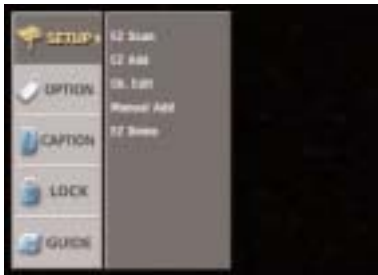 SETUP
EZ Scan
EZ Add
Ch. Edit
Manual Add
EZ Demo
OPTION
CAPTION
LOCK
GUIDE